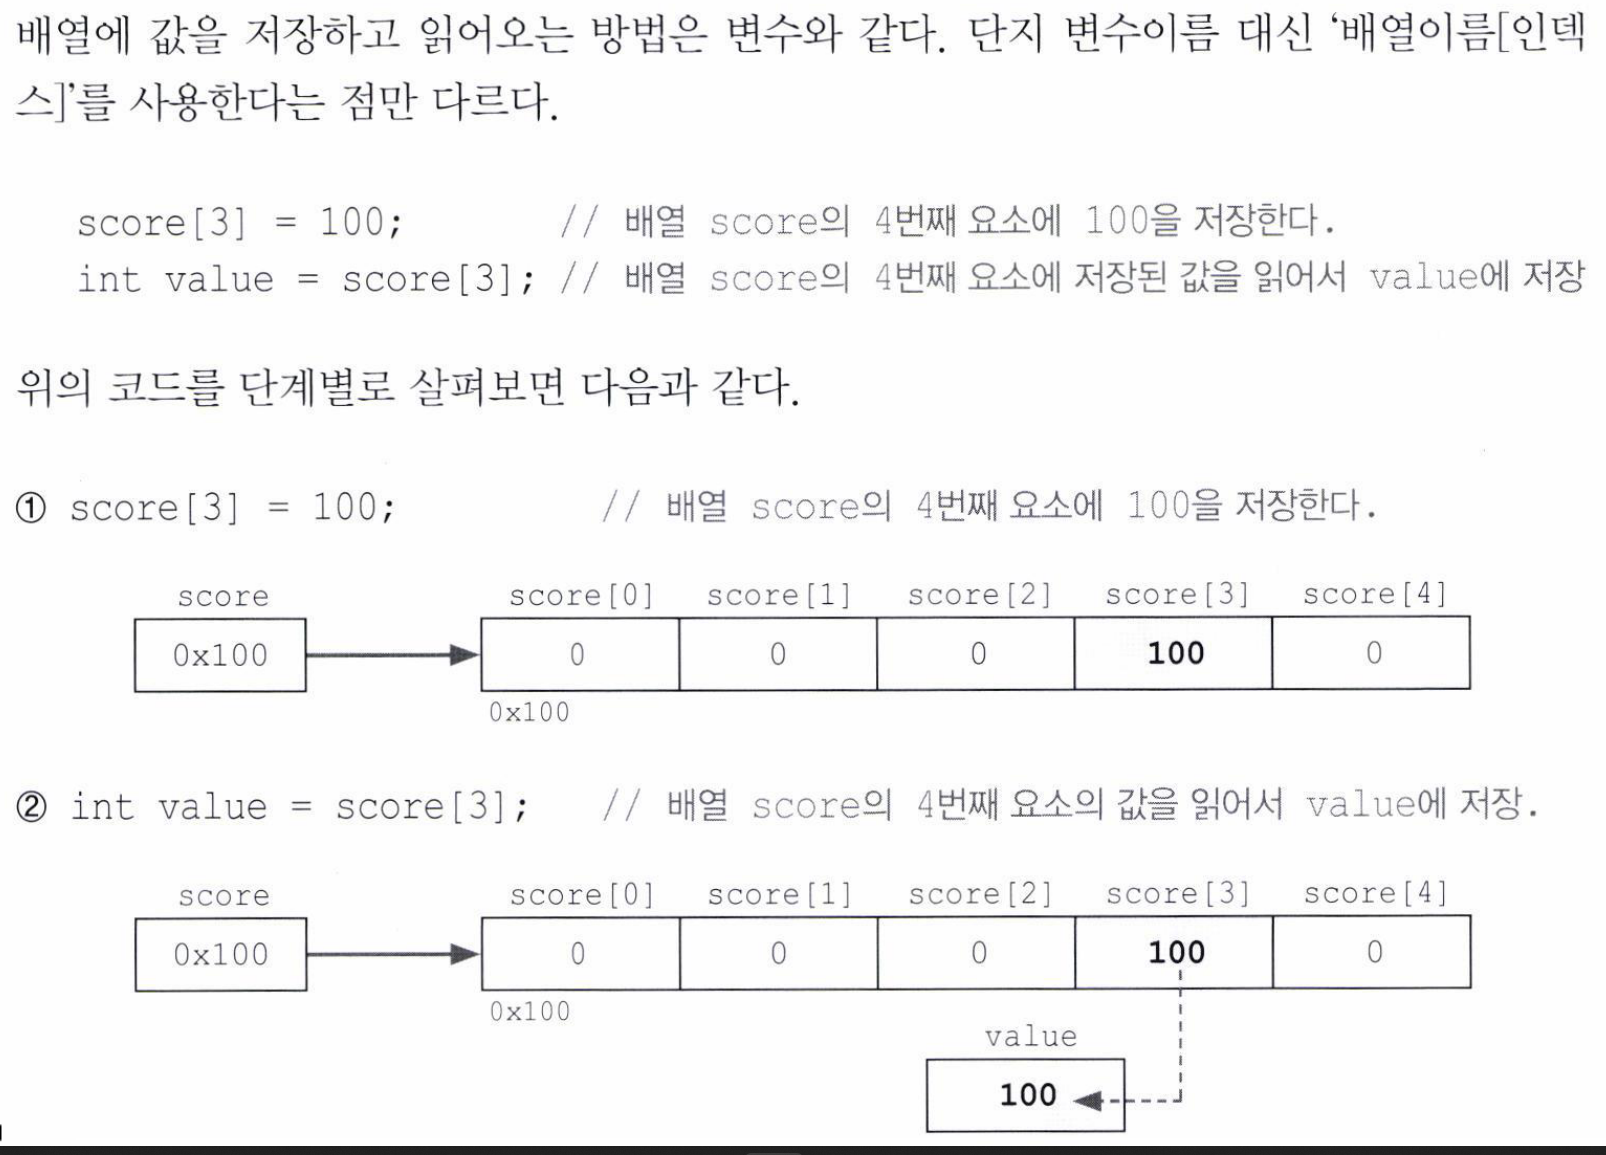 배열에 값을 저장하고 읽어오는 방법은 변수와 같다. 단지 변수이름 대신 ‘배열이름[인덱
스]’를 사용한다는 점만 다르다.
score[3] = 100; // 배열 score의 4번째 요소에 100을 저장한다.
int value = score[3]; // 배열 score의 4번째 요소에 저장된 값을 읽어서 value에 저장
위의 코드를 단계별로 살펴보면 다음과 같다.
① score[3] = 100; // 배열 score의 4번째 요소에 100을 저장한다.
score score[0] score[1] score[2] score[3] score[4]
0x100 0 0 0 100 0
0x100
② int value = score[3]; // 배열 score의 4번째 요소의 값을 읽어서 value에 저장.
score score[0] score[1] score[2] score[3] score[4]
0x100 0 0 0 100 0
0x100
value
100